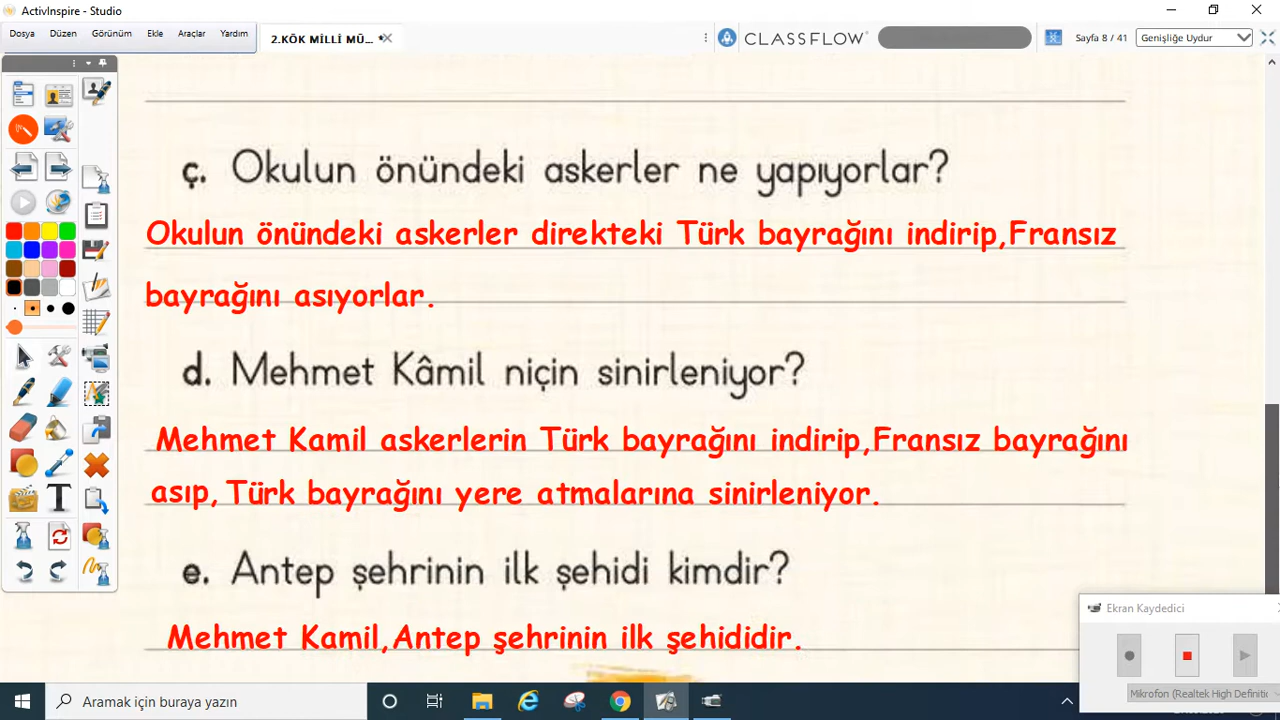 ActivInspire - Studio
Dosya Düzen Görünüm Ekle Araçlar Yardım
2.KÖK MİLLİ MÜ...
CLASSFLOW
Sayfa 8 / 41
Genişliğe Uydur
ç. Okulun önündeki askerler ne yapıyorlar?
Okulun önündeki askerler direkteki Türk bayrağını indirip,Fransız
bayrağını asıyorlar.
d. Mehmet Kâmil niçin sinirleniyor?
Mehmet Kamil askerlerin Türk bayrağını indirip,Fransız bayrağını
asıp,Türk bayrağını yere atmalarına sinirleniyor.
e. Antep şehrinin ilk şehidi kimdir?
Mehmet Kamil,Antep şehrinin ilk şehididir.
Ekran Kaydedici
Mikrofon (Realtek High Definitic
Aramak için buraya yazın